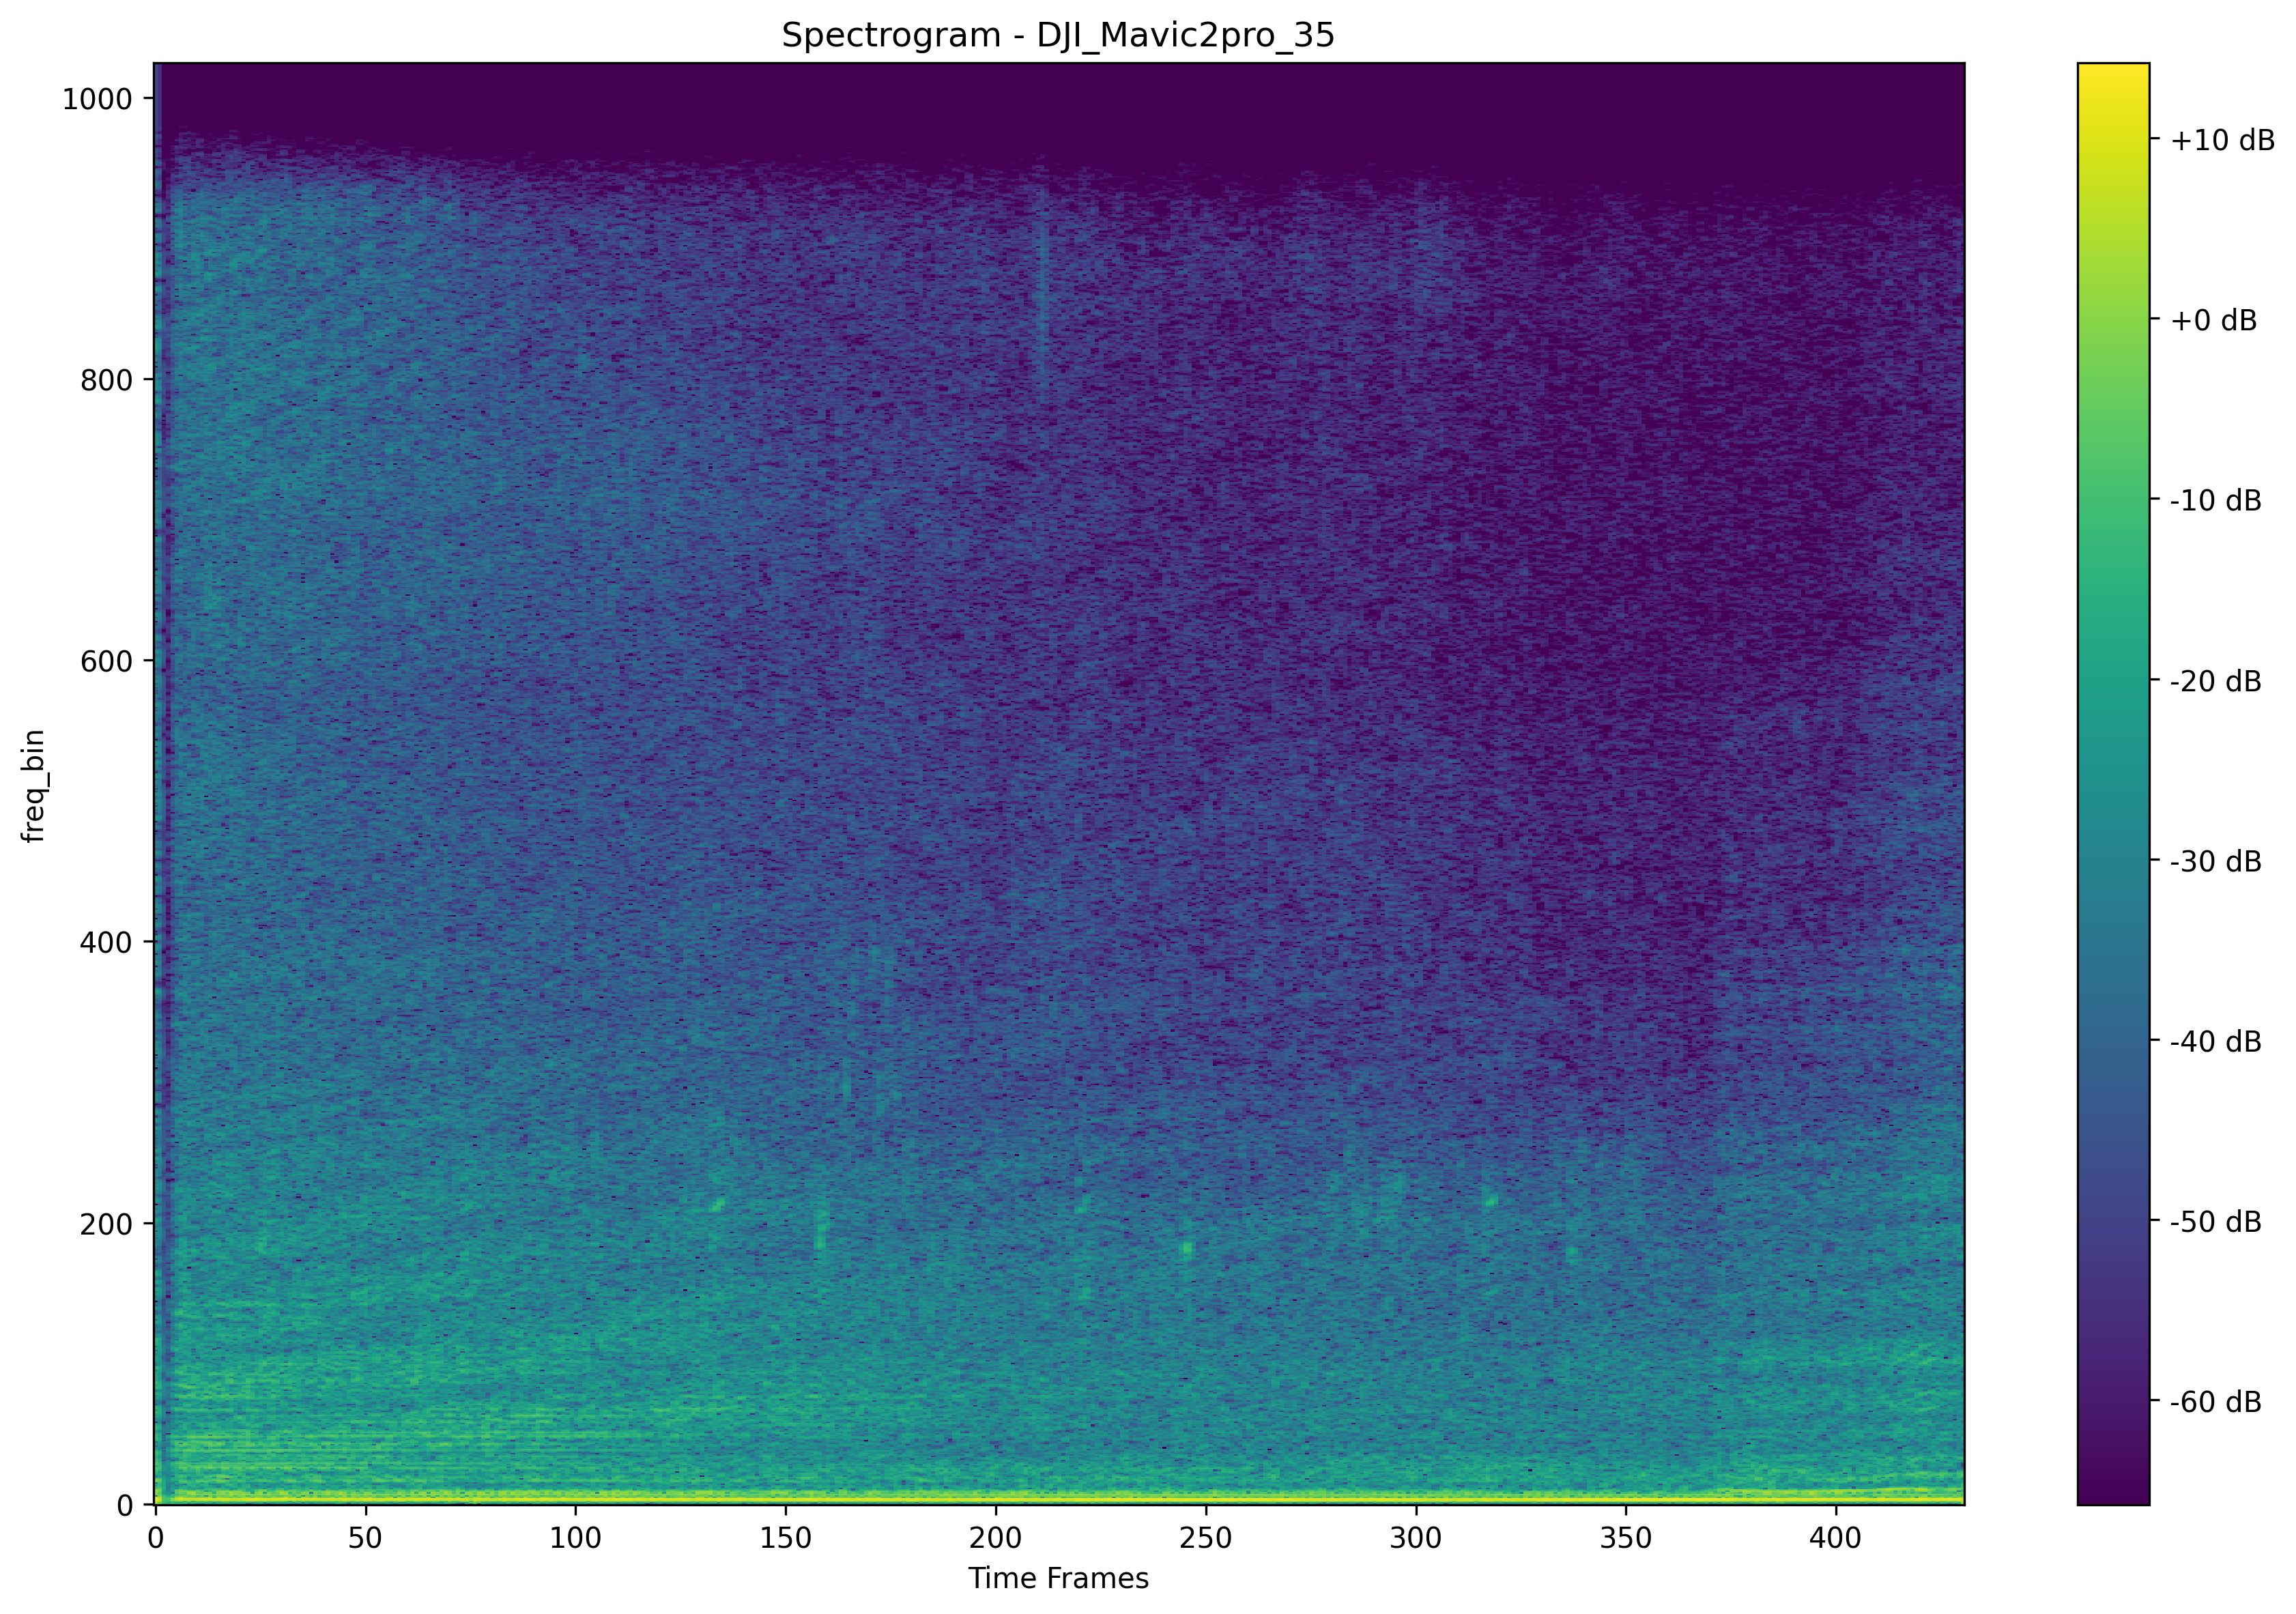 Spectrogram - DJI_Mavic2pro_35
freq_bin
1000
800
600
400
200
0
0 50 100 150 200 250 300 350 400
Time Frames
+10 dB
+0 dB
-10 dB
-20 dB
-30 dB
-40 dB
-50 dB
-60 dB